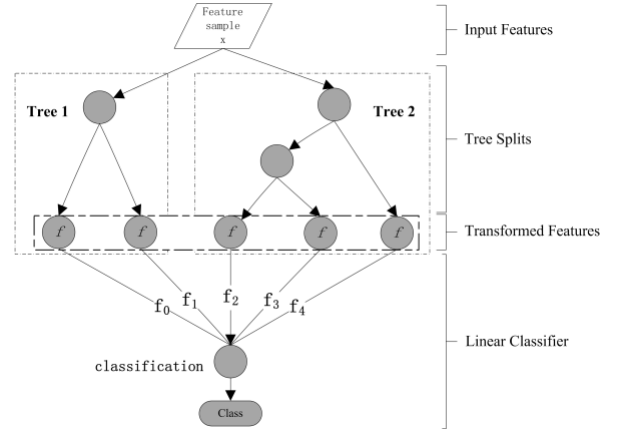 Feature
sample
x
Input Features
Tree 1
Tree 2
Tree Splits
f f f f f
Transformed Features
f0 f1 f2 f3 f4
Linear Classifier
classification
Class